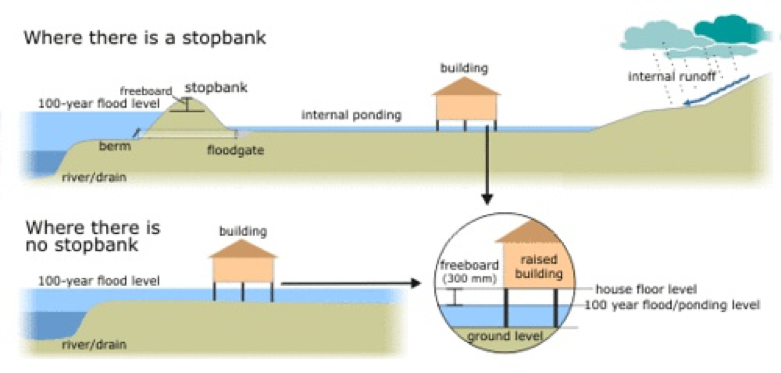 Where there is a stopbank
freeboard
stopbank
100-year flood level
berm
floodgate
river/drain
internal ponding
building
internal runoff
Where there is
no stopbank
building
100-year flood level
river/drain
freeboard
(300 mm)
raised
building
house floor level
100 year flood/ponding level
ground level